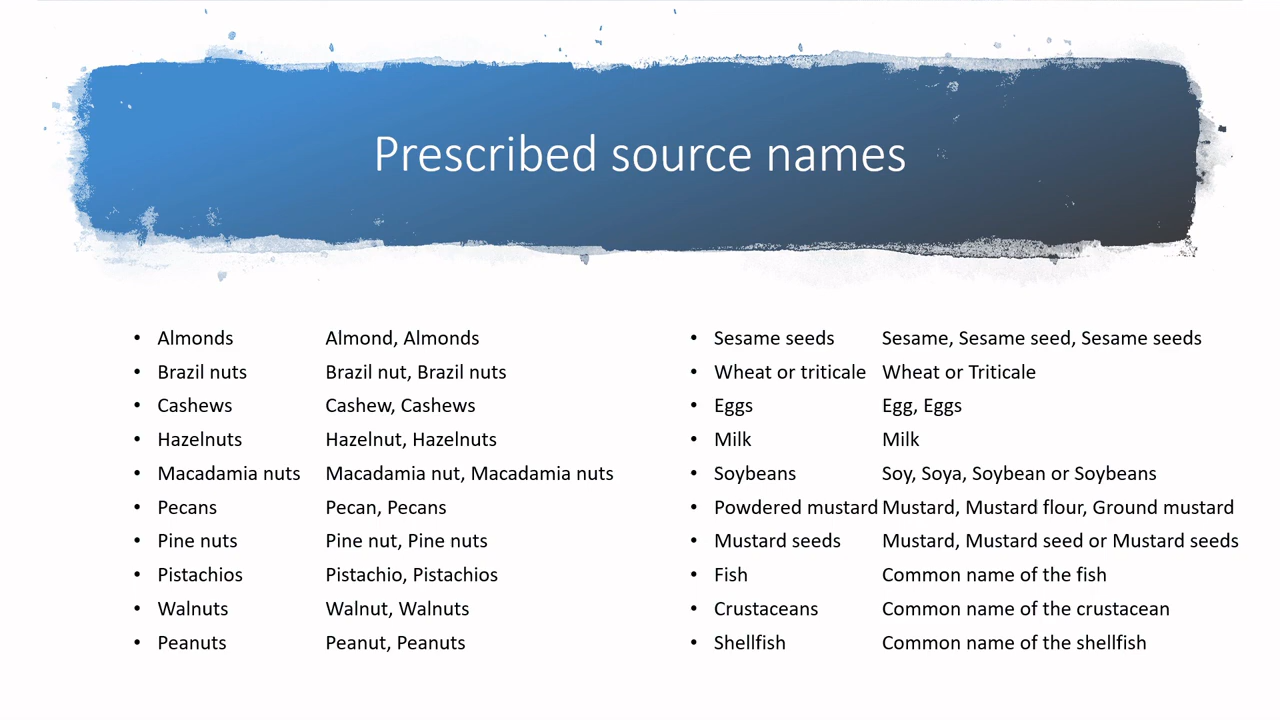 Prescribed source names
• Almonds Almond, Almonds
• Brazil nuts Brazil nut, Brazil nuts
• Cashews Cashew, Cashews
• Hazelnuts Hazelnut, Hazelnuts
• Macadamia nuts Macadamia nut, Macadamia nuts
• Pecans Pecan, Pecans
• Pine nuts Pine nut, Pine nuts
• Pistachios Pistachio, Pistachios
• Walnuts Walnut, Walnuts
• Peanuts Peanut, Peanuts
• Sesame seeds Sesame, Sesame seed, Sesame seeds
• Wheat or triticale Wheat or Triticale
• Eggs Egg, Eggs
• Milk Milk
• Soybeans Soy, Soya, Soybean or Soybeans
• Powdered mustard Mustard, Mustard flour, Ground mustard
• Mustard seeds Mustard, Mustard seed or Mustard seeds
• Fish Common name of the fish
• Crustaceans Common name of the crustacean
• Shellfish Common name of the shellfish